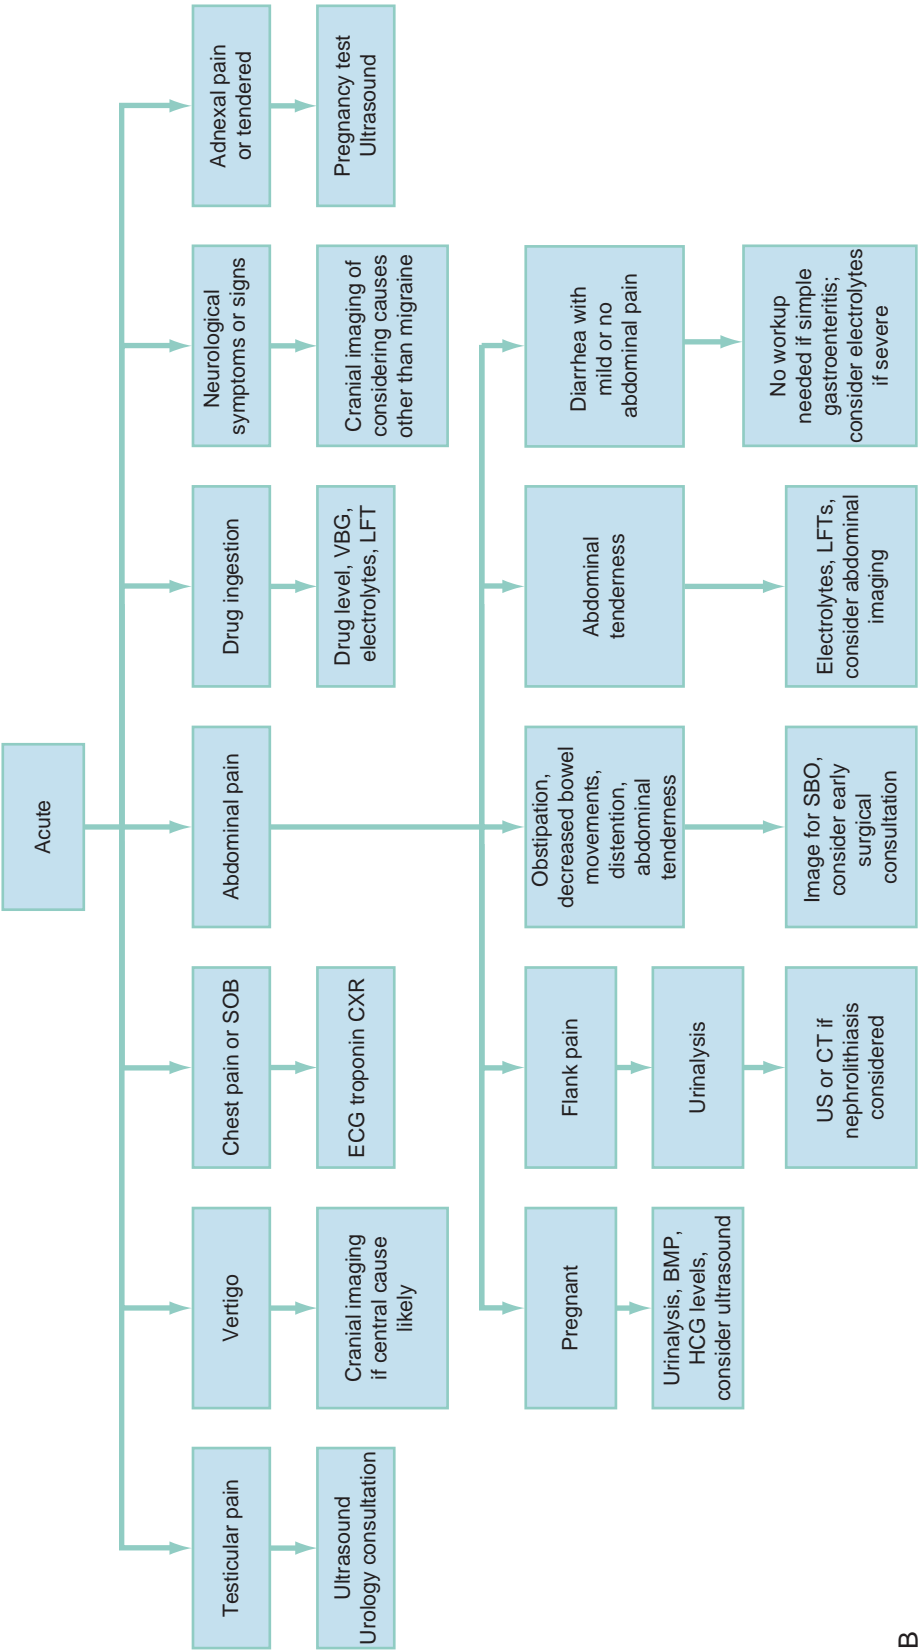 Acute
Testicular pain
Vertigo
Chest pain or SOB
Abdominal pain
Drug ingestion
Neurological
symptoms or signs
Adnexal pain
or tendered
Ultrasound
Urology consultation
Cranial imaging
if central cause
likely
ECG troponin CXR
Drug level, VBG,
electrolytes, LFT
Cranial imaging of
considering causes
other than migraine
Pregnancy test
Ultrasound
Pregnant
Flank pain
Obstipation,
decreased bowel
movements,
distention,
abdominal
tenderness
Abdominal
tenderness
Diarrhea with
mild or no
abdominal pain
Urinalysis, BMP,
HCG levels,
consider ultrasound
Urinalysis
US or CT if
nephrolithiasis
considered
Image for SBO,
consider early
surgical
consultation
Electrolytes, LFTs,
consider abdominal
imaging
No workup
needed if simple
gastroenteritis;
consider electrolytes
if severe
B